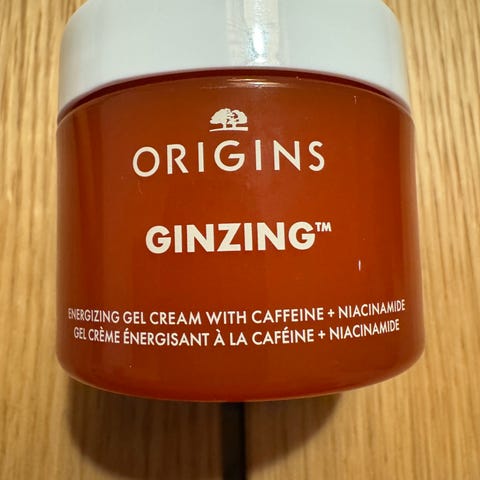 ORIGINS
GINZING™
ENERGIZING GEL CREAM WITH CAFFEINE + NIACINAMIDE
GEL CRÈME ÉNERGISANT À LA CAFÉINE + NIACINAMIDE